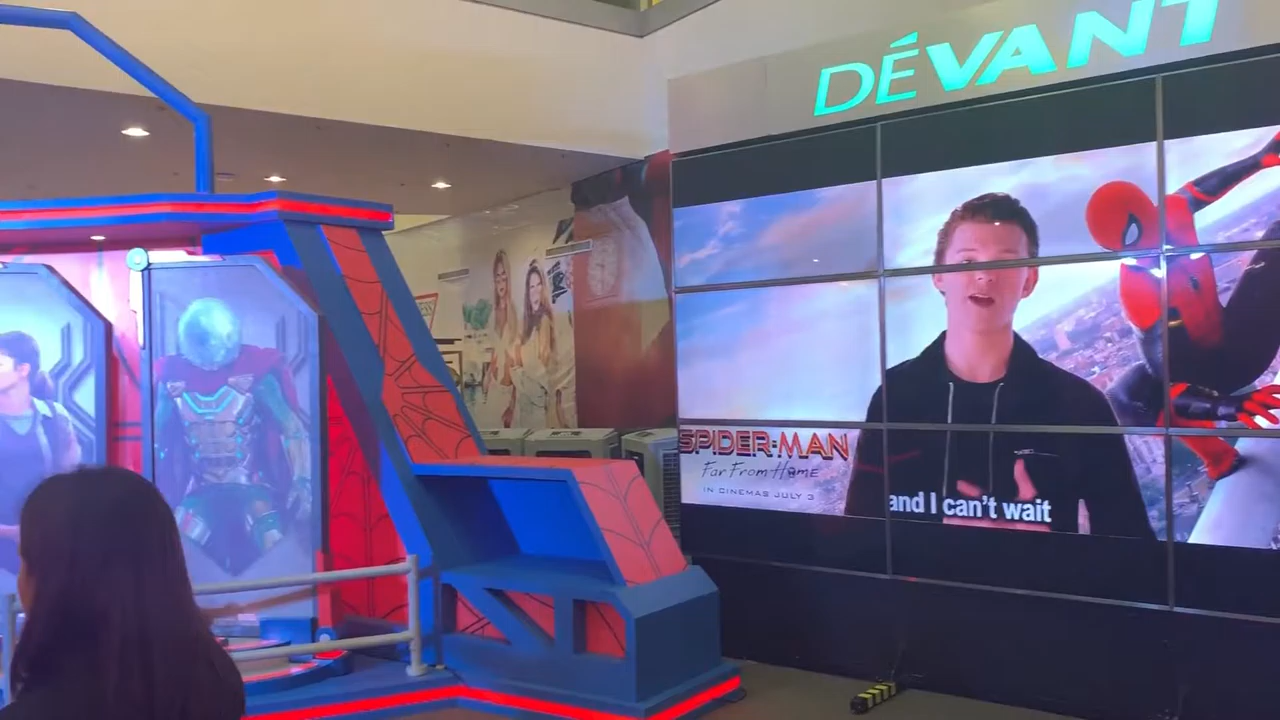 DÉVANT
SPIDER-MAN
Far From Home
IN CINEMAS JULY 3
and I can't wait